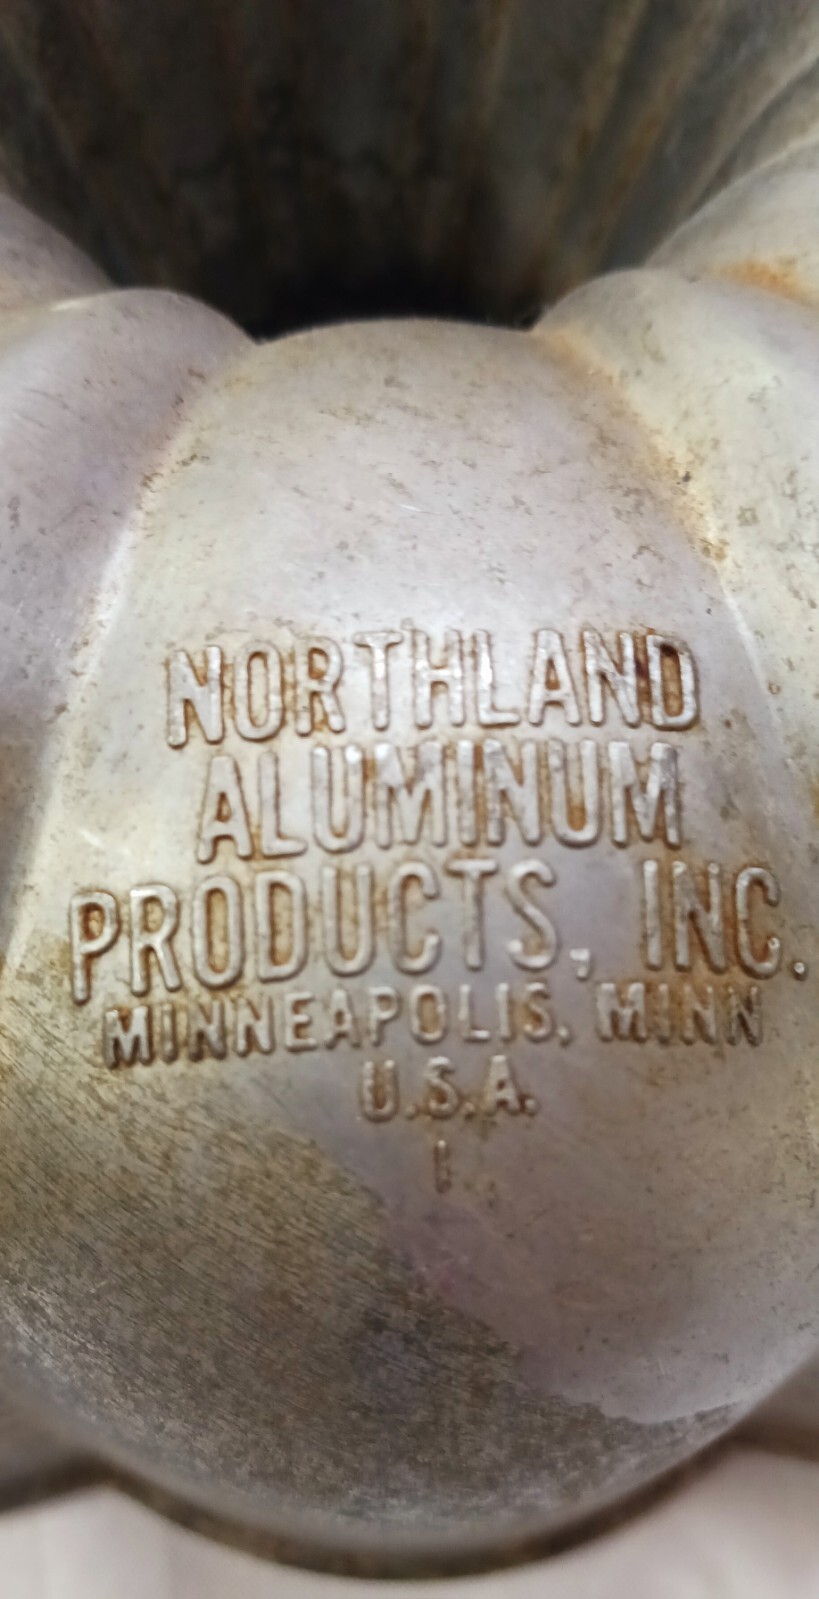 NORTHLAND
ALUMINUM
PRODUCTS, INC.
MINNEAPOLIS, MINN
U.S.A.
1